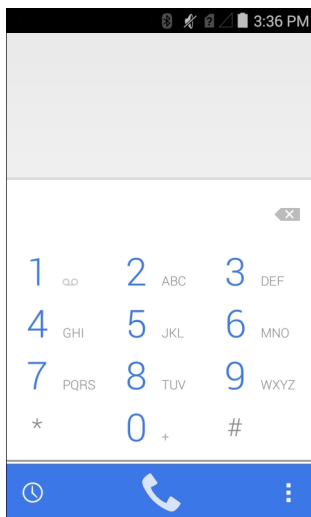 3:36 PM
1 2 ABC 3 DEF
4 GHI 5 JKL 6 MNO
7 PQRS 8 TUV 9 WXYZ
* 0 + #